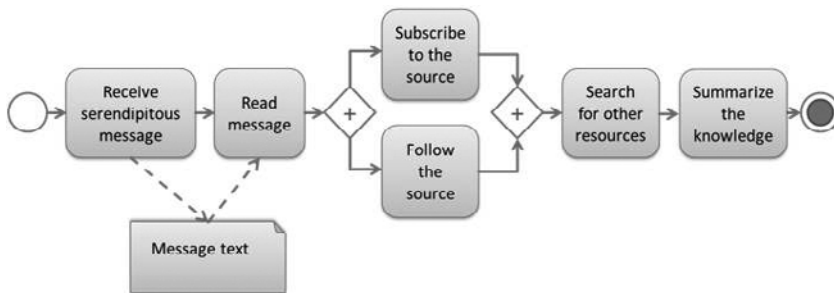 Receive
serendipitous
message
Read
message
+
Subscribe
to the
source
Follow
the
source
+
Search
for other
resources
Summarize
the
knowledge
Message text